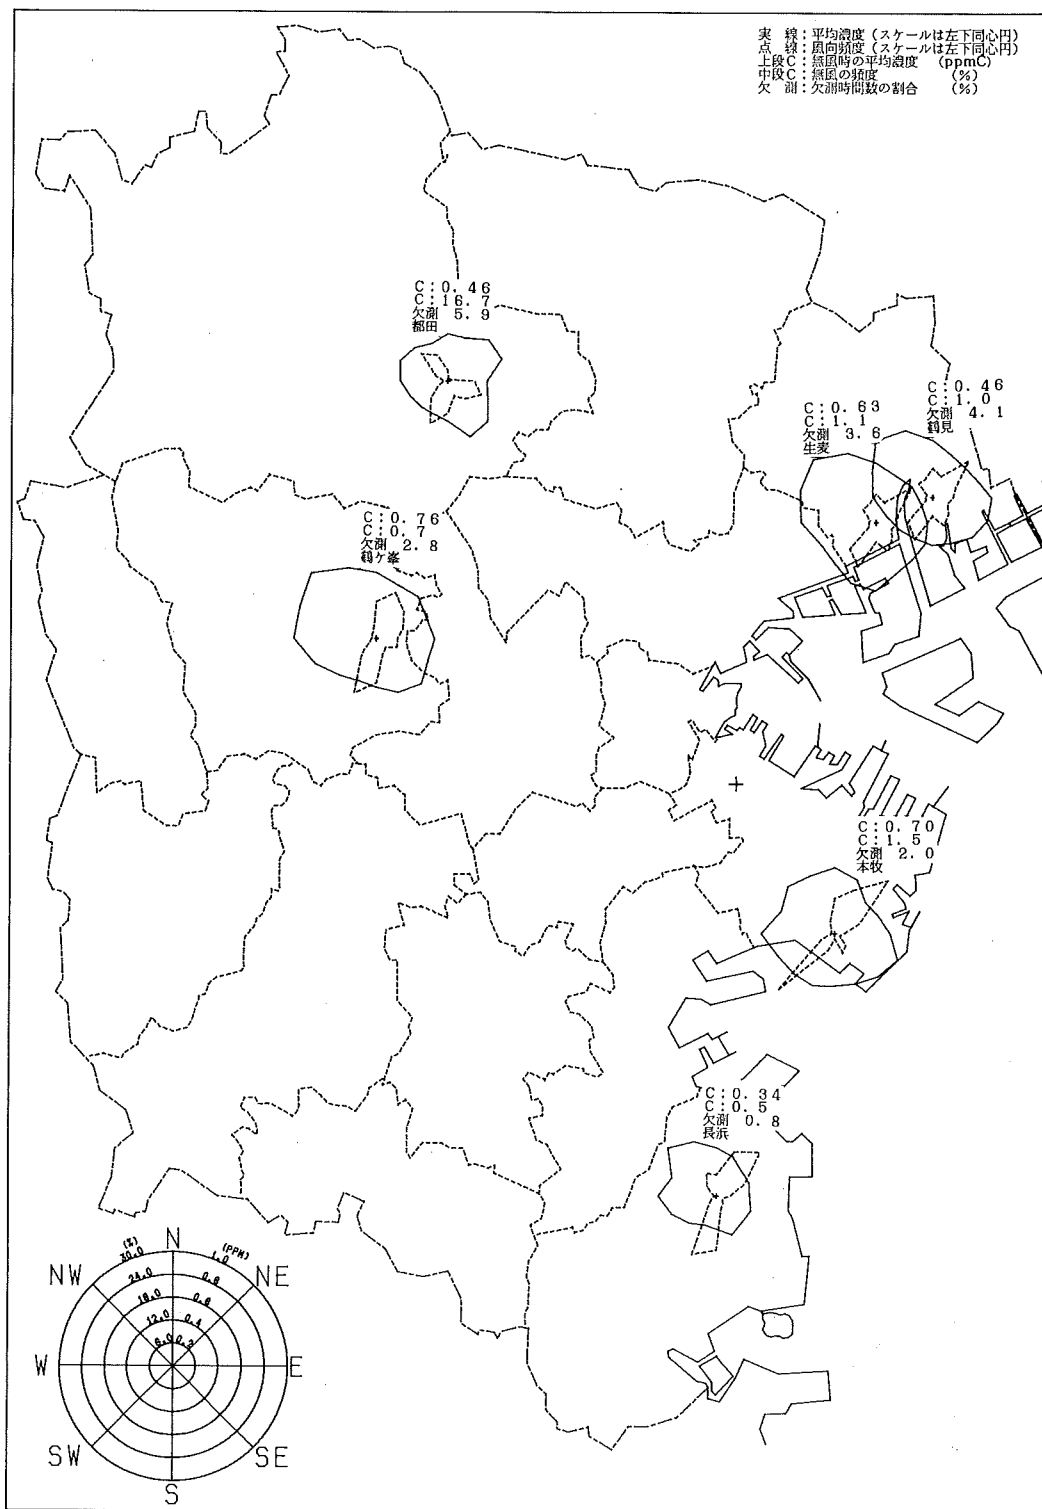 実　線：平均濃度（スケールは左下同心円）
点　線：風向頻度（スケールは左下同心円）
上段C：無風時の平均濃度　（ppmC）
中段C：無風の頻度　（％）
欠　測：欠測時間数の割合　（％）
C：0.46
C：16.7
欠測 5.9
都田
C：0.46
C：1.0
欠測 4.1
鶴見
C：0.63
C：1.1
欠測 3.6
生麦
C：0.76
C：0.7
欠測 2.8
鶴ケ峯
C：0.70
C：1.5
欠測 2.0
本牧
C：0.34
C：0.5
欠測 0.8
長浜
N
(%) (PPM)
30.0 1.0
NW NE
24.0 0.8
18.0 0.6
12.0 0.4
6.0 0.2
W E
SW SE
S